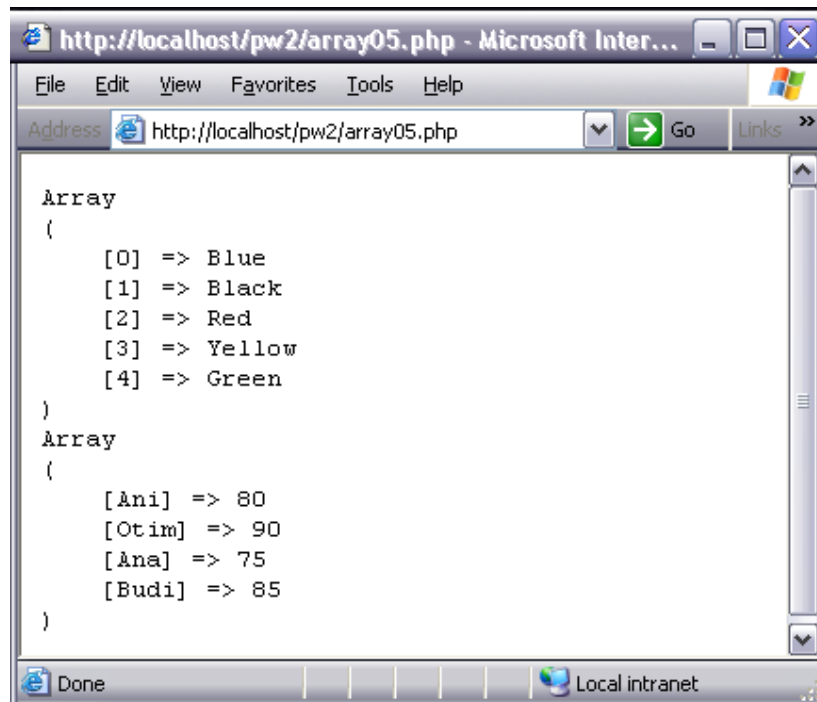 http://localhost/pw2/array05.php - Microsoft Inter...
File Edit View Favorites Tools Help
Address http://localhost/pw2/array05.php Go Links »
Array
(
[0] => Blue
[1] => Black
[2] => Red
[3] => Yellow
[4] => Green
)
Array
(
[Ani] => 80
[Otim] => 90
[Ana] => 75
[Budi] => 85
)
Done Local intranet